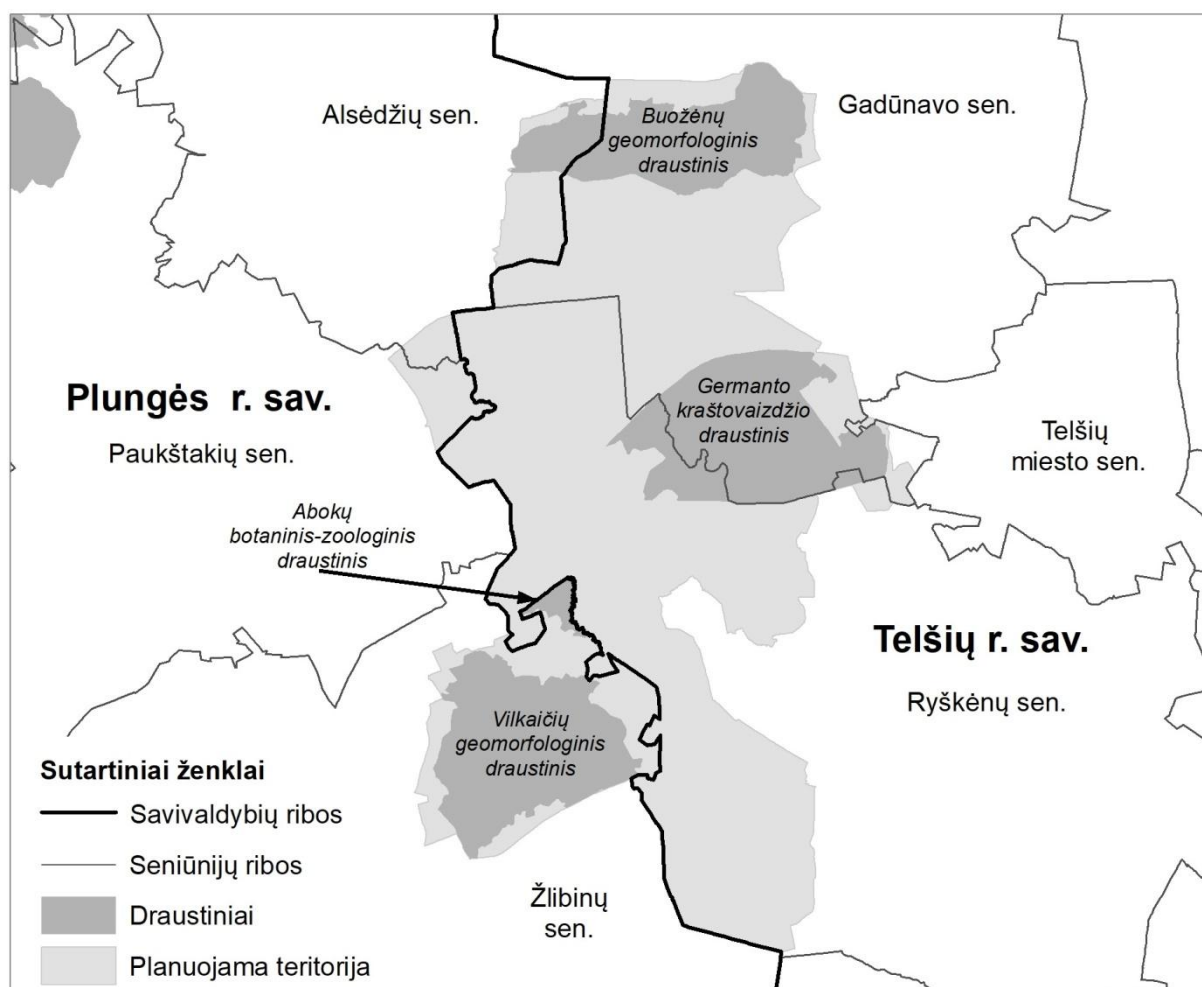 Alsėdžių sen.
Gadūnavo sen.
Buožėnų
geomorfologinis
draustinis
Plungės r. sav.
Paukštakių sen.
Germanto
kraštovaizdžio
draustinis
Telšių
miesto sen.
Abokų
botaninis-zoologinis
draustinis
Telšių r. sav.
Ryškėnų sen.
Vilkaičių
geomorfologinis
draustinis
Žlibinų
sen.
Sutartiniai ženklai
Savivaldybių ribos
Seniūnijų ribos
Draustiniai
Planuojama teritorija